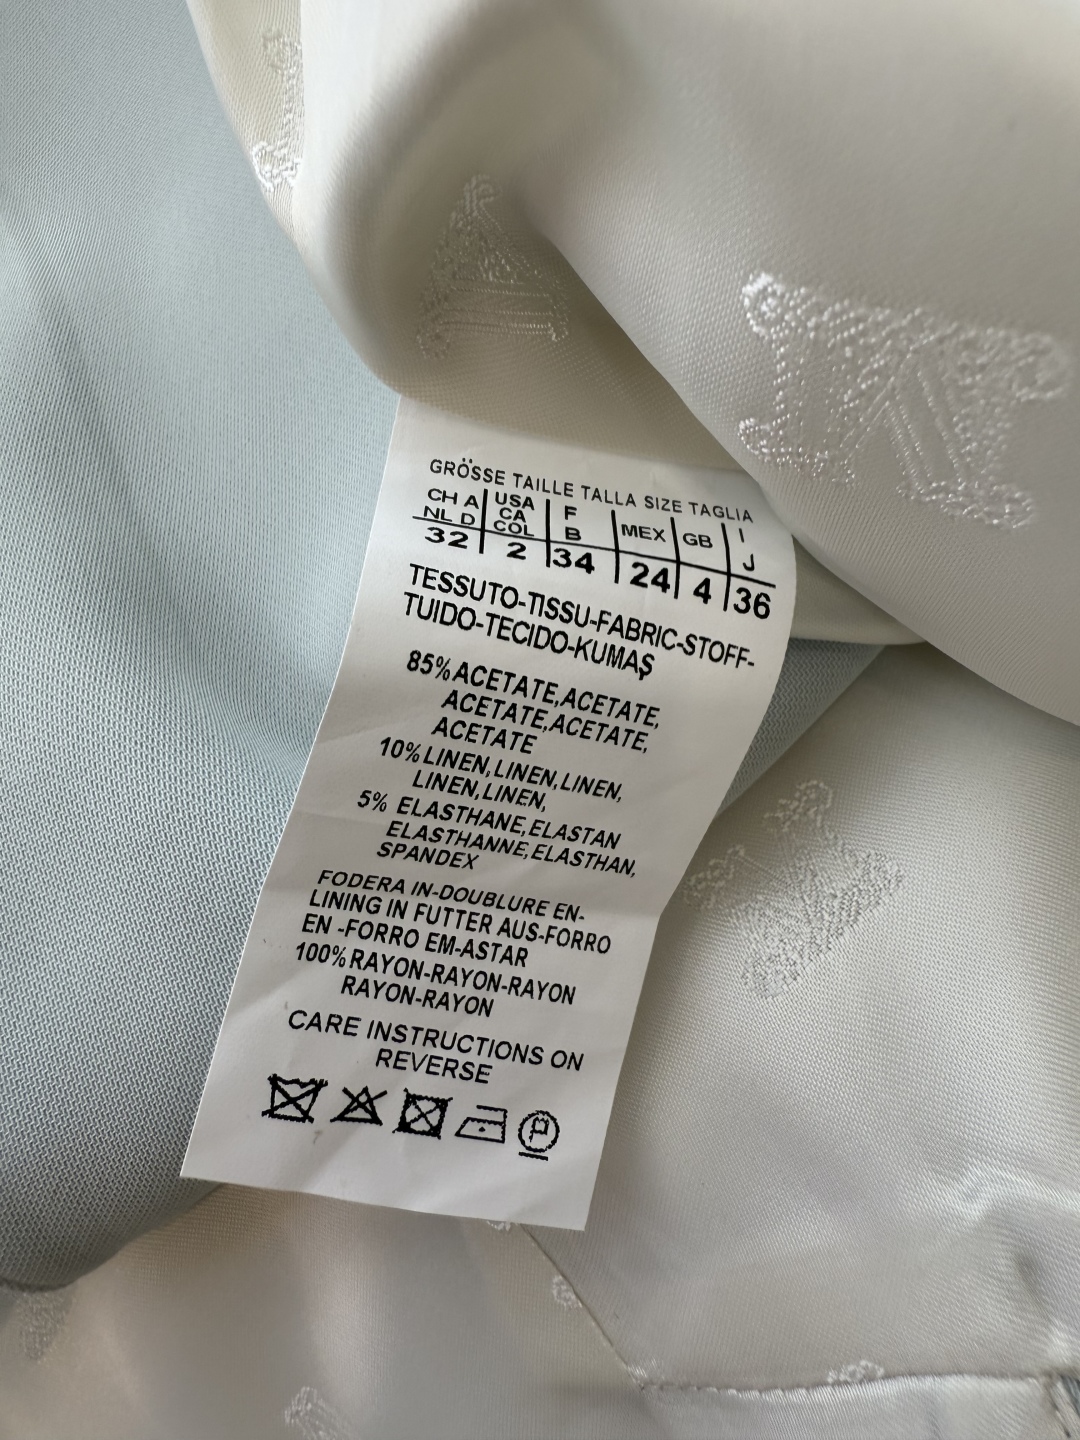 GRÖSSE TAILLE TALLA SIZE TAGLIA
CH A USA F MEX GB I
NL D CA B J
COL
32 2 34 24 4 36
TESSUTO-TISSU-FABRIC-STOFF-
TUIDO-TECIDO-KUMAŞ
85% ACETATE,ACETATE,
ACETATE,ACETATE,
ACETATE
10% LINEN,LINEN,LINEN,
LINEN,LINEN,
5% ELASTHANE,ELASTAN
ELASTHANNE,ELASTHAN,
SPANDEX
FODERA IN-DOUBLURE EN-
LINING IN FUTTER AUS-FORRO
EN -FORRO EM-ASTAR
100% RAYON-RAYON-RAYON
RAYON-RAYON
CARE INSTRUCTIONS ON
REVERSE
P